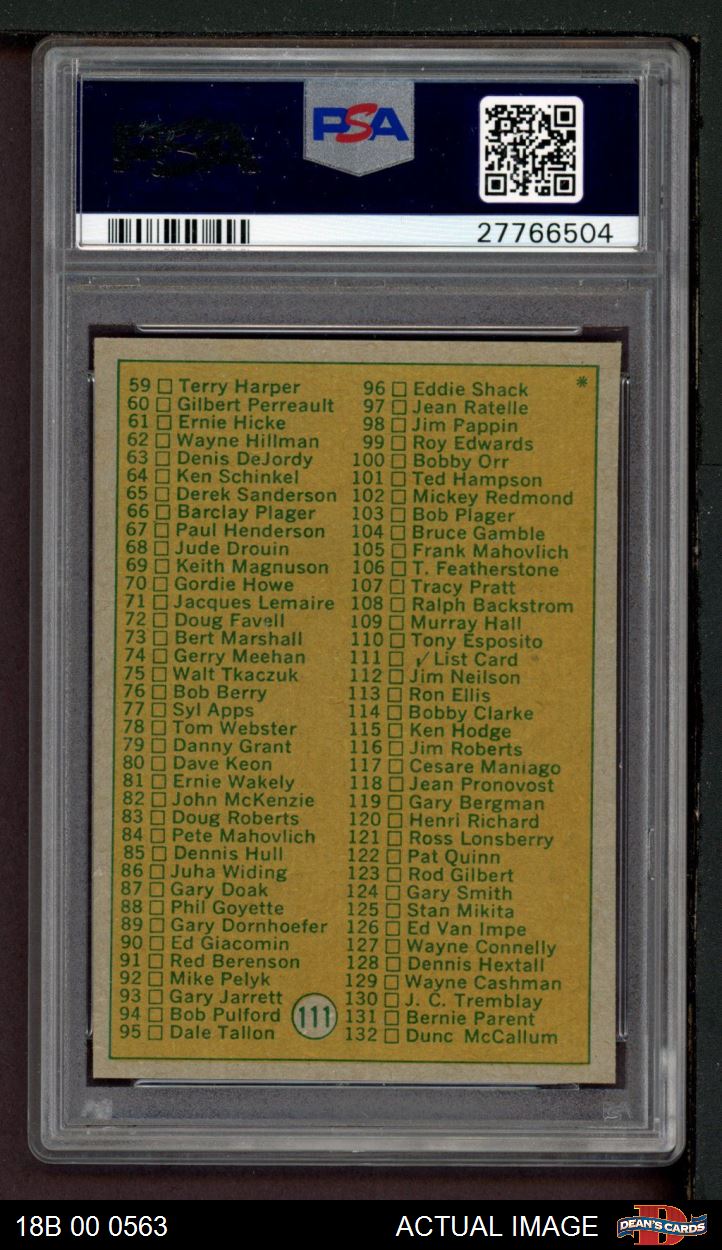 PSA
27766504
59 Terry Harper
60 Gilbert Perreault
61 Ernie Hicke
62 Wayne Hillman
63 Denis DeJordy
64 Ken Schinkel
65 Derek Sanderson
66 Barclay Plager
67 Paul Henderson
68 Jude Drouin
69 Keith Magnuson
70 Gordie Howe
71 Jacques Lemaire
72 Doug Favell
73 Bert Marshall
74 Gerry Meehan
75 Walt Tkaczuk
76 Bob Berry
77 Syl Apps
78 Tom Webster
79 Danny Grant
80 Dave Keon
81 Ernie Wakely
82 John McKenzie
83 Doug Roberts
84 Pete Mahovlich
85 Dennis Hull
86 Juha Widing
87 Gary Doak
88 Phil Goyette
89 Gary Dornhoefer
90 Ed Giacomin
91 Red Berenson
92 Mike Pelyk
93 Gary Jarrett
94 Bob Pulford
95 Dale Tallon
111
*
96 Eddie Shack
97 Jean Ratelle
98 Jim Pappin
99 Roy Edwards
100 Bobby Orr
101 Ted Hampson
102 Mickey Redmond
103 Bob Plager
104 Bruce Gamble
105 Frank Mahovlich
106 T. Featherstone
107 Tracy Pratt
108 Ralph Backstrom
109 Murray Hall
110 Tony Esposito
111 ✓List Card
112 Jim Neilson
113 Ron Ellis
114 Bobby Clarke
115 Ken Hodge
116 Jim Roberts
117 Cesare Maniago
118 Jean Pronovost
119 Gary Bergman
120 Henri Richard
121 Ross Lonsberry
122 Pat Quinn
123 Rod Gilbert
124 Gary Smith
125 Stan Mikita
126 Ed Van Impe
127 Wayne Connelly
128 Dennis Hextall
129 Wayne Cashman
130 J. C. Tremblay
131 Bernie Parent
132 Dunc McCallum
18B 00 0563
ACTUAL IMAGE
DEAN'S CARDS